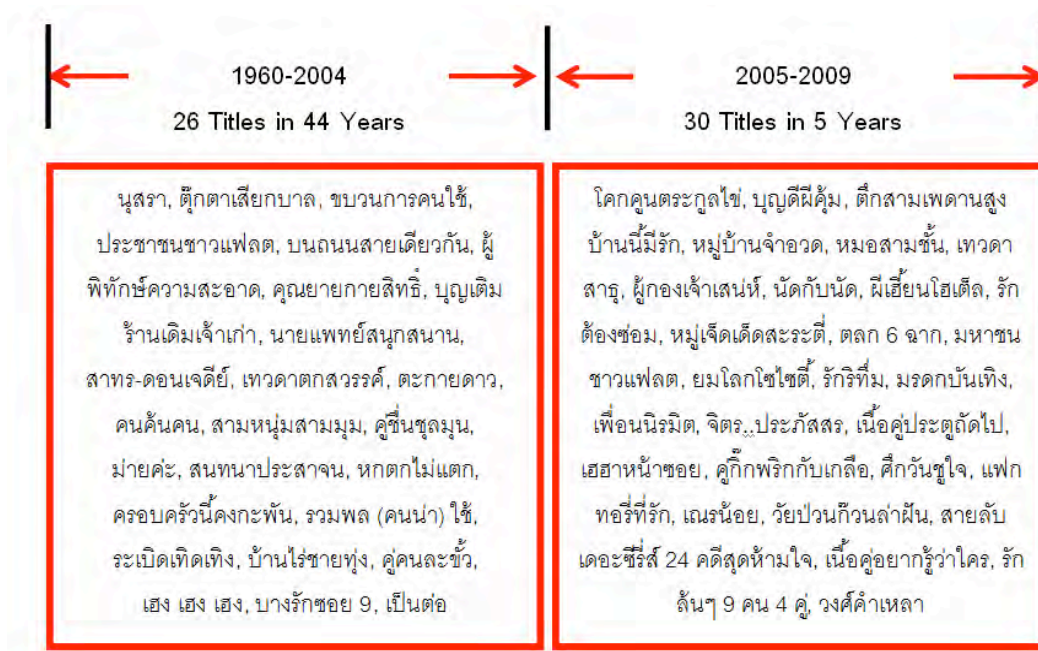 1960-2004
26 Titles in 44 Years
นุสรา, ตุ๊กตาเสียกบาล, ขบวนการคนใช้,
ประชาชนชาวแฟลต, บนถนนสายเดียวกัน, ผู้
พิทักษ์ความสะอาด, คุณยายกายสิทธิ์, บุญเติม
ร้านเดิมเจ้าเก่า, นายแพทย์สนุกสนาน,
สาทร-ดอนเจดีย์, เทวดาตกสวรรค์, ตะกายดาว,
คนค้นคน, สามหนุ่มสามมุม, คู่ชื่นชุลมุน,
ม่ายค่ะ, สนทนาประสาจน, หกตกไม่แตก,
ครอบครัวนี้คงกะพัน, รวมพล (คนน่า) ใช้,
ระเบิดเทิดเทิง, บ้านไร่ชายทุ่ง, คู่คนละขั้ว,
เฮง เฮง เฮง, บางรักซอย 9, เป็นต่อ
2005-2009
30 Titles in 5 Years
โคกคูนตระกูลไข่, บุญดีผีคุ้ม, ตึกสามเพดานสูง
บ้านนี้มีรัก, หมู่บ้านจำอวด, หมอสามชั้น, เทวดา
สาธุ, ผู้กองเจ้าเสน่ห์, นัดกับนัด, ผีเฮี้ยนโฮเต็ล, รัก
ต้องซ่อม, หมู่เจ็ดเด็ดสะระตี่, ตลก 6 ฉาก, มหาชน
ชาวแฟลต, ยมโลกโซไซตี้, รักริทึ่ม, มรดกบันเทิง,
เพื่อนนิรมิต, จิตร..ประภัสสร, เนื้อคู่ประตูถัดไป,
เฮฮาหน้าซอย, คู่กิ๊กพริกกับเกลือ, ศึกวันชูใจ, แฟก
ทอรี่ที่รัก, เณรน้อย, วัยป่วนก๊วนล่าฝัน, สายลับ
เดอะซีรี่ส์ 24 คดีสุดห้ามใจ, เนื้อคู่อยากรู้ว่าใคร, รัก
ล้นๆ 9 คน 4 คู่, วงศ์คำเหลา